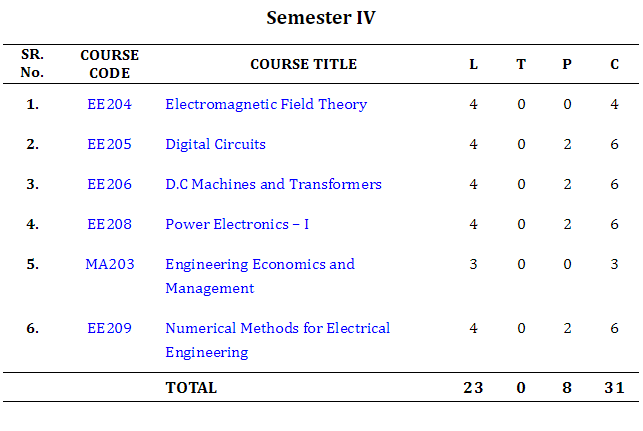 Semester IV
SR. No. COURSE CODE COURSE TITLE L T P C
1. EE204 Electromagnetic Field Theory 4 0 0 4
2. EE205 Digital Circuits 4 0 2 6
3. EE206 D.C Machines and Transformers 4 0 2 6
4. EE208 Power Electronics – I 4 0 2 6
5. MA203 Engineering Economics and 3 0 0 3
Management
6. EE209 Numerical Methods for Electrical 4 0 2 6
Engineering
TOTAL 23 0 8 31